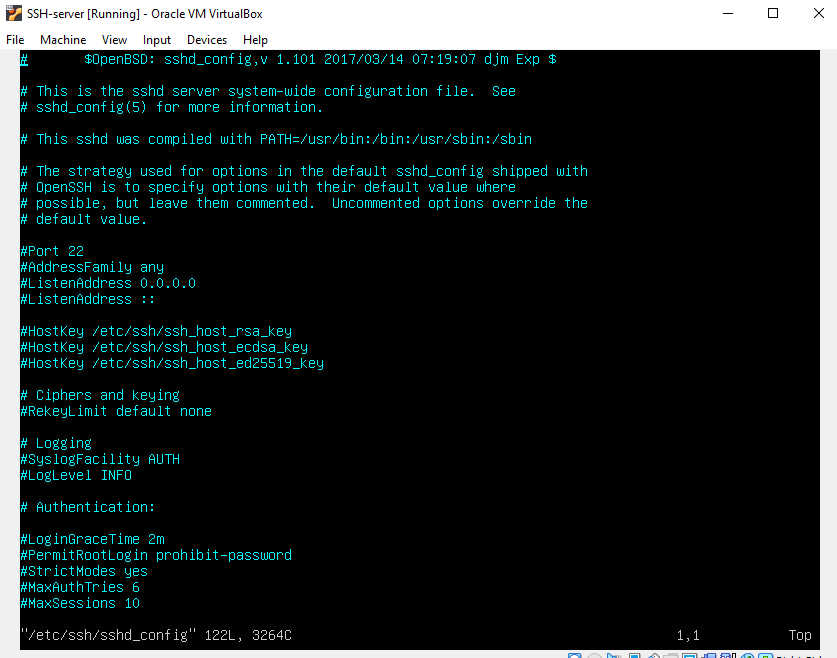 SSH-server [Running] - Oracle VM VirtualBox
File Machine View Input Devices Help
#       $OpenBSD: sshd_config,v 1.101 2017/03/14 07:19:07 djm Exp $
# This is the sshd server system-wide configuration file.  See
# sshd_config(5) for more information.
# This sshd was compiled with PATH=/usr/bin:/bin:/usr/sbin:/sbin
# The strategy used for options in the default sshd_config shipped with
# OpenSSH is to specify options with their default value where
# possible, but leave them commented.  Uncommented options override the
# default value.
#Port 22
#AddressFamily any
#ListenAddress 0.0.0.0
#ListenAddress ::
#HostKey /etc/ssh/ssh_host_rsa_key
#HostKey /etc/ssh/ssh_host_ecdsa_key
#HostKey /etc/ssh/ssh_host_ed25519_key
# Ciphers and keying
#RekeyLimit default none
# Logging
#SyslogFacility AUTH
#LogLevel INFO
# Authentication:
#LoginGraceTime 2m
#PermitRootLogin prohibit-password
#StrictModes yes
#MaxAuthTries 6
#MaxSessions 10
"/etc/ssh/sshd_config" 122L, 3264C 1,1 Top